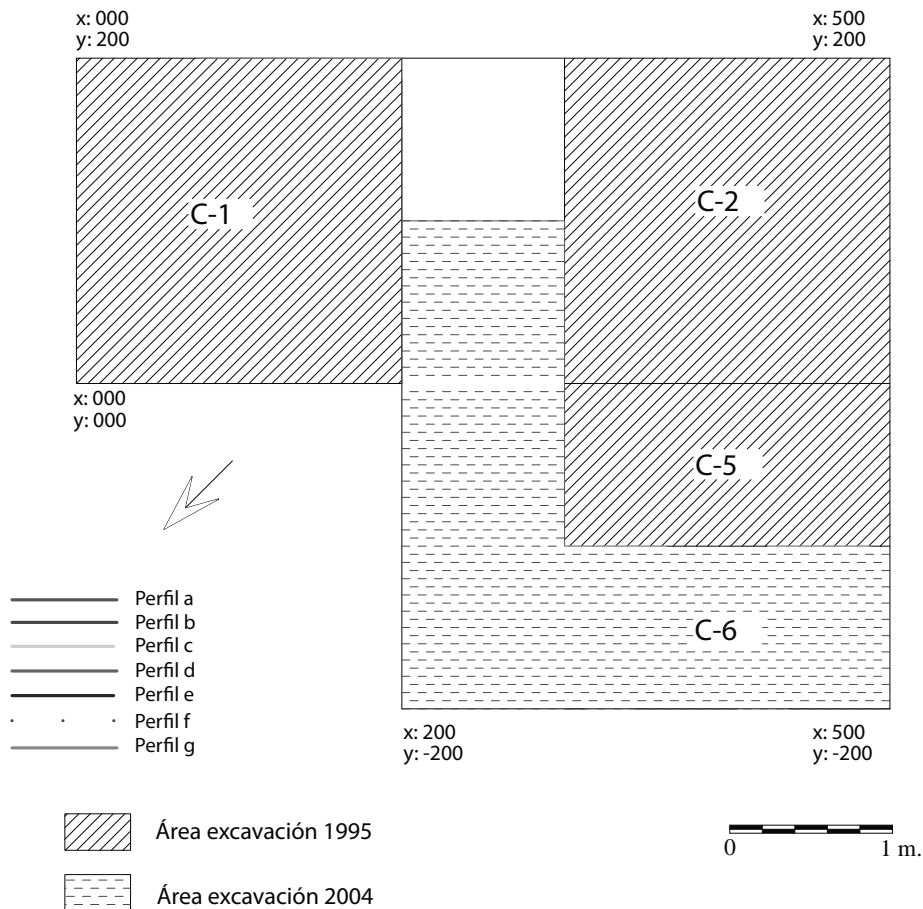 x: 000
y: 200
x: 500
y: 200
C-1
C-2
x: 000
y: 000
C-5
C-6
Perfil a
Perfil b
Perfil c
Perfil d
Perfil e
Perfil f
Perfil g
x: 200
y: -200
x: 500
y: -200
Área excavación 1995
0
1 m.
Área excavación 2004